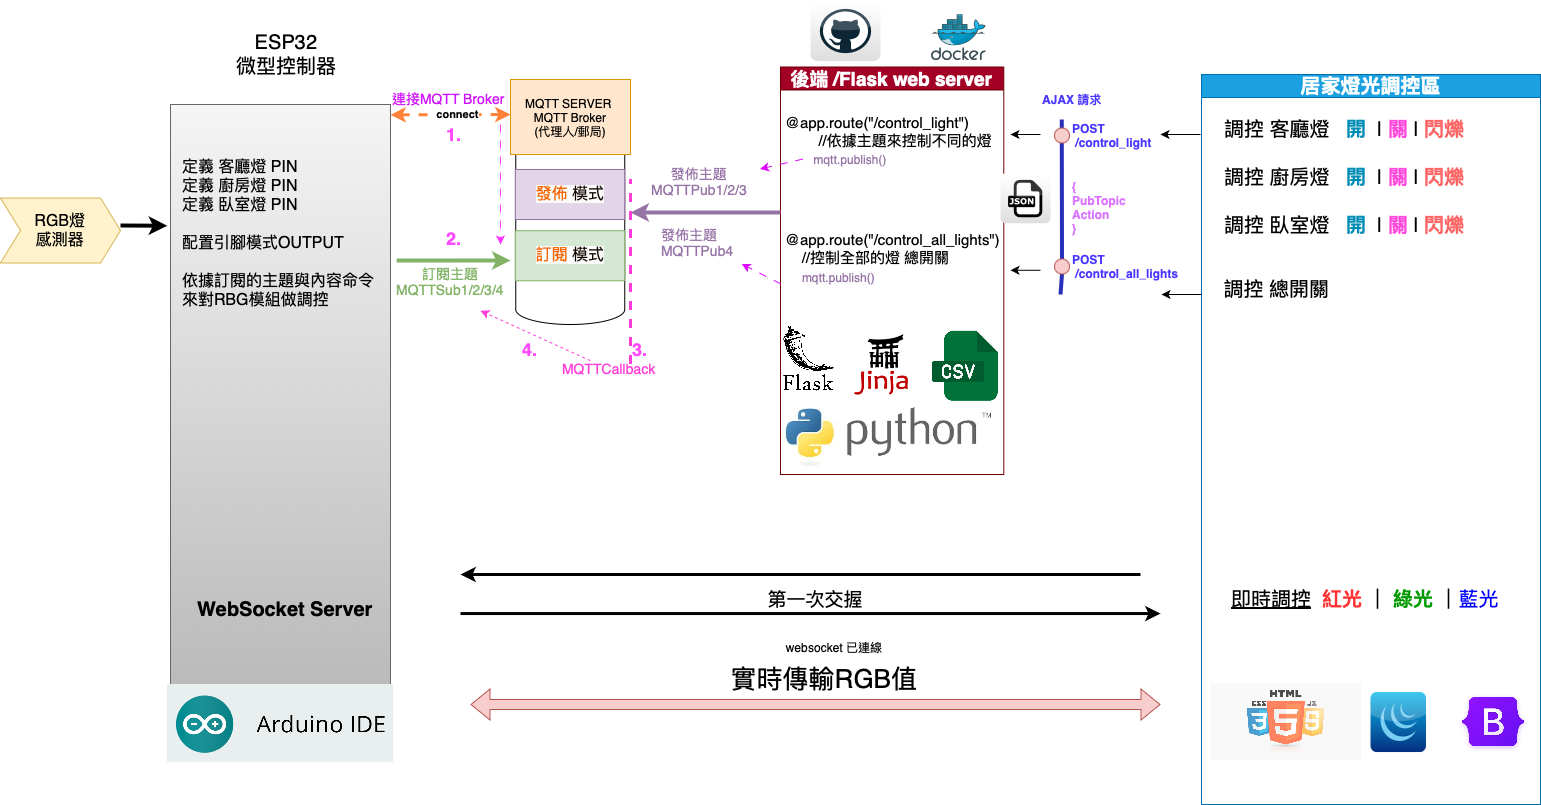 ESP32
微型控制器
RGB燈
感測器
定義 客廳燈 PIN
定義 廚房燈 PIN
定義 臥室燈 PIN
配置引腳模式OUTPUT
依據訂閱的主題與內容命令
來對RBG模組做調控
WebSocket Server
Arduino IDE
連接MQTT Broker
connect
1.
2.
訂閱主題
MQTTSub1/2/3/4
4.
3.
MQTTCallback
MQTT SERVER
MQTT Broker
(代理人/郵局)
發佈 模式
訂閱 模式
發佈主題
MQTTPub1/2/3
發佈主題
MQTTPub4
docker
後端 /Flask web server
@app.route("/control_light")
//依據主題來控制不同的燈
mqtt.publish()
@app.route("/control_all_lights")
//控制全部的燈 總開關
mqtt.publish()
Flask
Jinja
CSV
python™
AJAX 請求
POST
/control_light
JSON
{
PubTopic
Action
}
POST
/control_all_lights
居家燈光調控區
調控 客廳燈 開 I 關 I 閃爍
調控 廚房燈 開 I 關 I 閃爍
調控 臥室燈 開 I 關 I 閃爍
調控 總開關
第一次交握
websocket 已連線
實時傳輸RGB值
即時調控 紅光 | 綠光 | 藍光
HTML
CSS JS
3 5 S
B